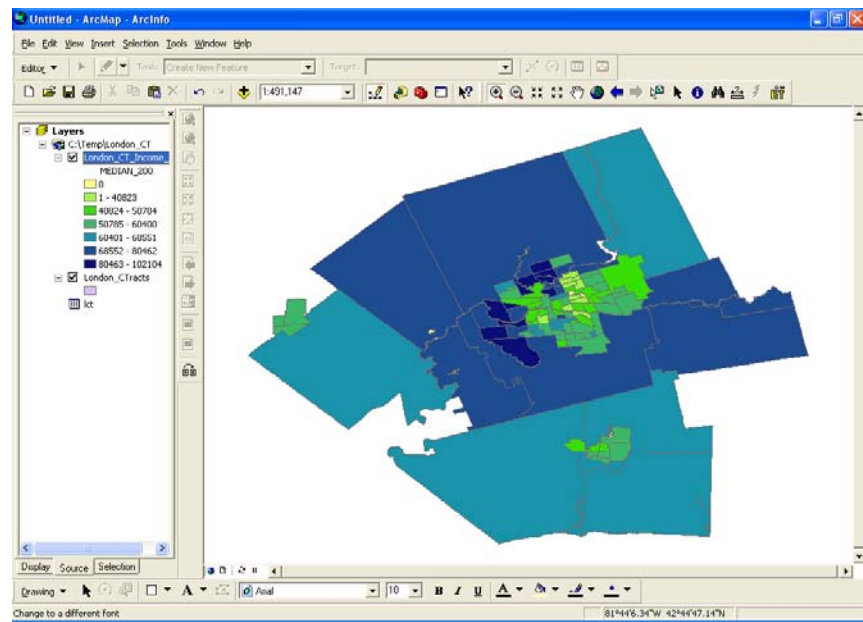 Untitled - ArcMap - ArcInfo
File Edit View Insert Selection Tools Window Help
Editor Task: Create New Feature Target:
1:491,147
Layers
C:\Temp\London_CT
London_CT_Income_
MEDIAN_200
0
1 - 40823
40824 - 50784
50785 - 60400
60401 - 68551
68552 - 80462
80463 - 102104
London_CTracts
lct
Display Source Selection
Drawing A Arial 10 B I U A
Change to a different font 81°44'6.34"W 42°44'47.14"N